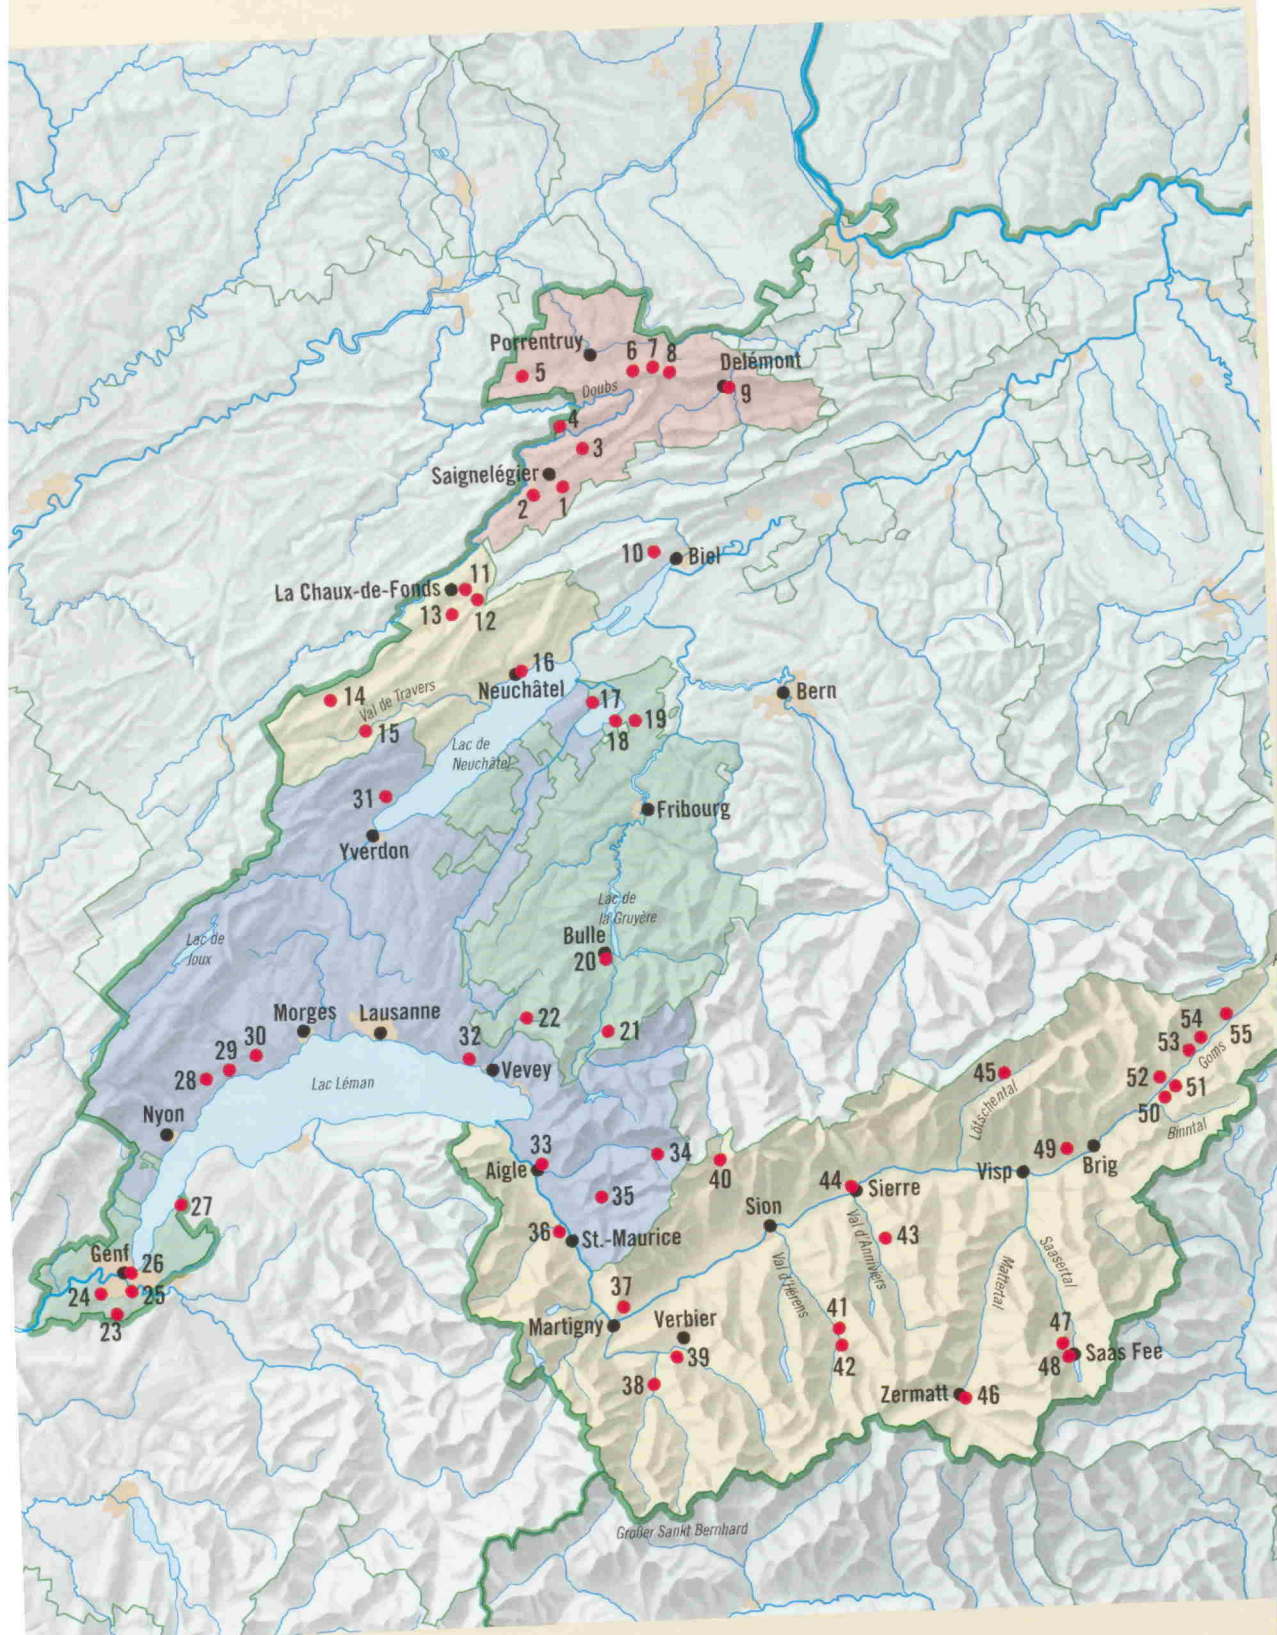 Porrentruy
6
7
8
Delémont
5
Doubs
9
4
3
Saignelégier
2
1
10
Biel
La Chaux-de-Fonds
11
13
12
16
Neuchâtel
14
Val de Travers
17
Bern
15
18
19
Lac de
Neuchâtel
31
Fribourg
Yverdon
Lac de
la Gruyère
Lac de
Joux
Bulle
20
Morges
Lausanne
22
21
54
55
53
Goms
30
29
32
28
Vevey
Lac Léman
45
Lötschental
52
51
50
Binntal
Nyon
33
34
Aigle
40
49
Brig
Visp
44
Sierre
35
27
Sion
36
St.-Maurice
Val d'Anniviers
43
Saasertal
Mattertal
Val d'Hérens
Genf
26
24
25
23
37
Martigny
Verbier
41
42
39
38
47
48
Saas Fee
Zermatt
46
Großer Sankt Bernhard